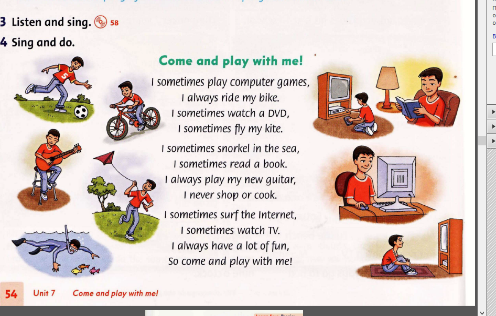 3 Listen and sing. 58
4 Sing and do.
Come and play with me!
I sometimes play computer games,
I always ride my bike.
I sometimes watch a DVD,
I sometimes fly my kite.
I sometimes snorkel in the sea,
I sometimes read a book.
I always play my new guitar,
I never shop or cook.
I sometimes surf the Internet,
I sometimes watch TV.
I always have a lot of fun,
So come and play with me!
54 Unit 7 Come and play with me!